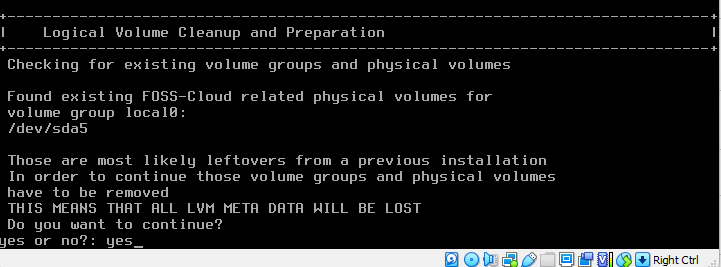 +------------------------------------------------------------------------------+
|    Logical Volume Cleanup and Preparation                                    |
+------------------------------------------------------------------------------+
Checking for existing volume groups and physical volumes
Found existing FOSS-Cloud related physical volumes for
volume group local0:
/dev/sda5
Those are most likely leftovers from a previous installation
In order to continue those volume groups and physical volumes
have to be removed
THIS MEANS THAT ALL LVM META DATA WILL BE LOST
Do you want to continue?
yes or no?: yes_
Right Ctrl